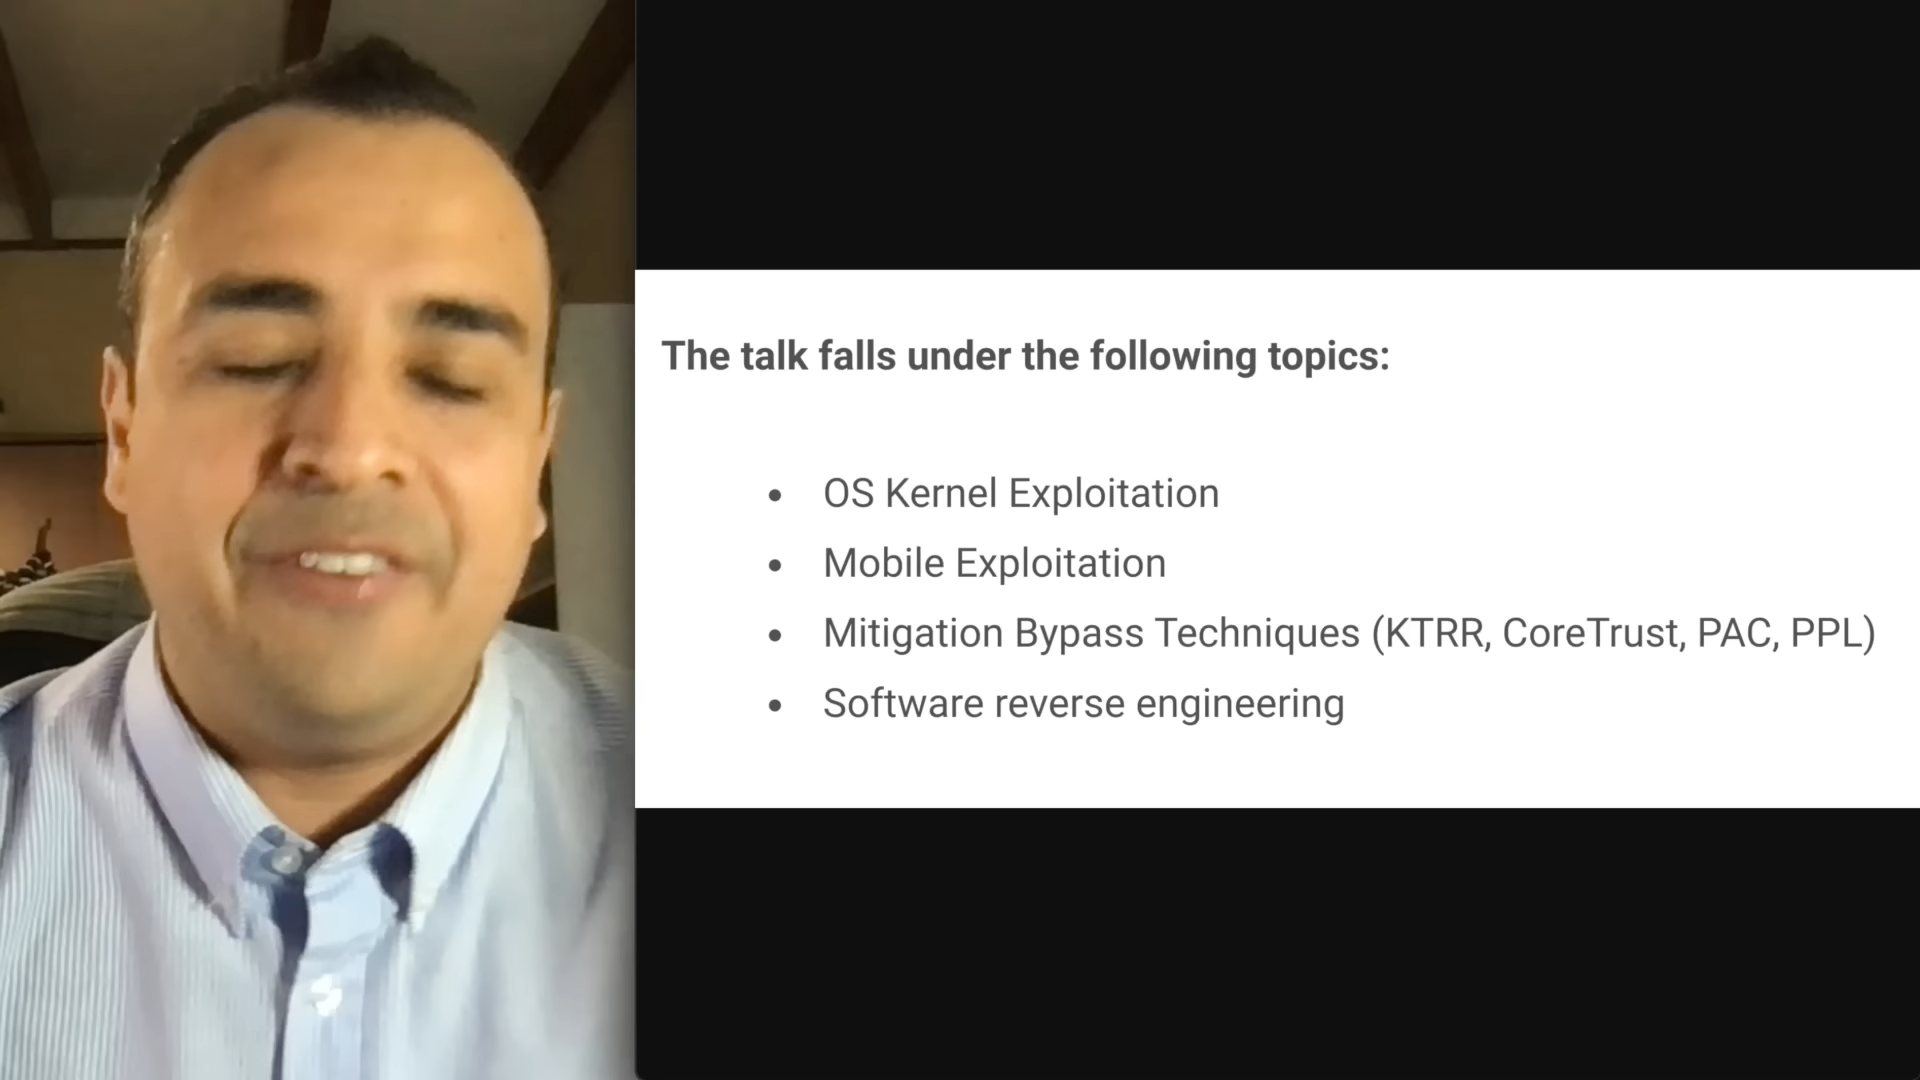 The talk falls under the following topics:
• OS Kernel Exploitation
• Mobile Exploitation
• Mitigation Bypass Techniques (KTRR, CoreTrust, PAC, PPL)
• Software reverse engineering